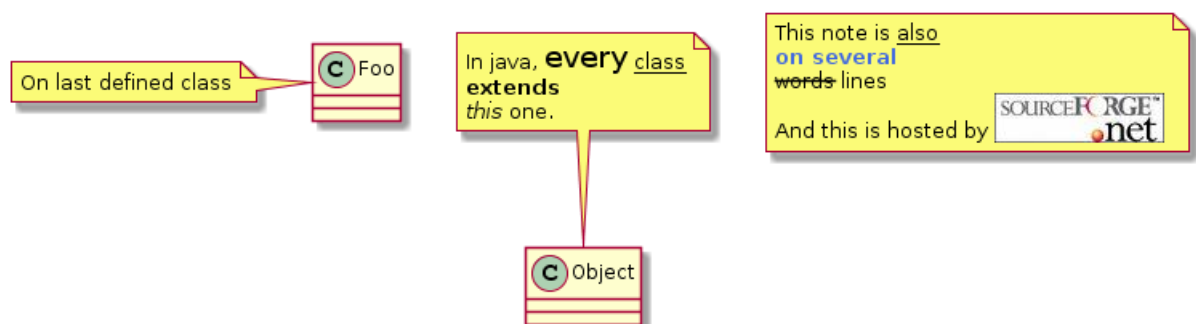 On last defined class
C Foo
In java, every class
extends
this one.
C Object
This note is also
on several
words lines
And this is hosted by SOURCEFORGE™
.net